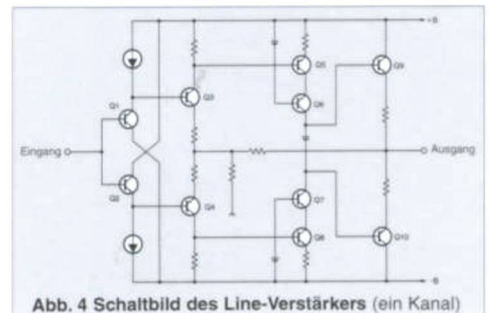 +B
Q5
Q9
Q3
Q1
Q6
Eingang
Ausgang
Q2
Q7
Q4
Q8
Q10
-B
Abb. 4 Schaltbild des Line-Verstärkers (ein Kanal)